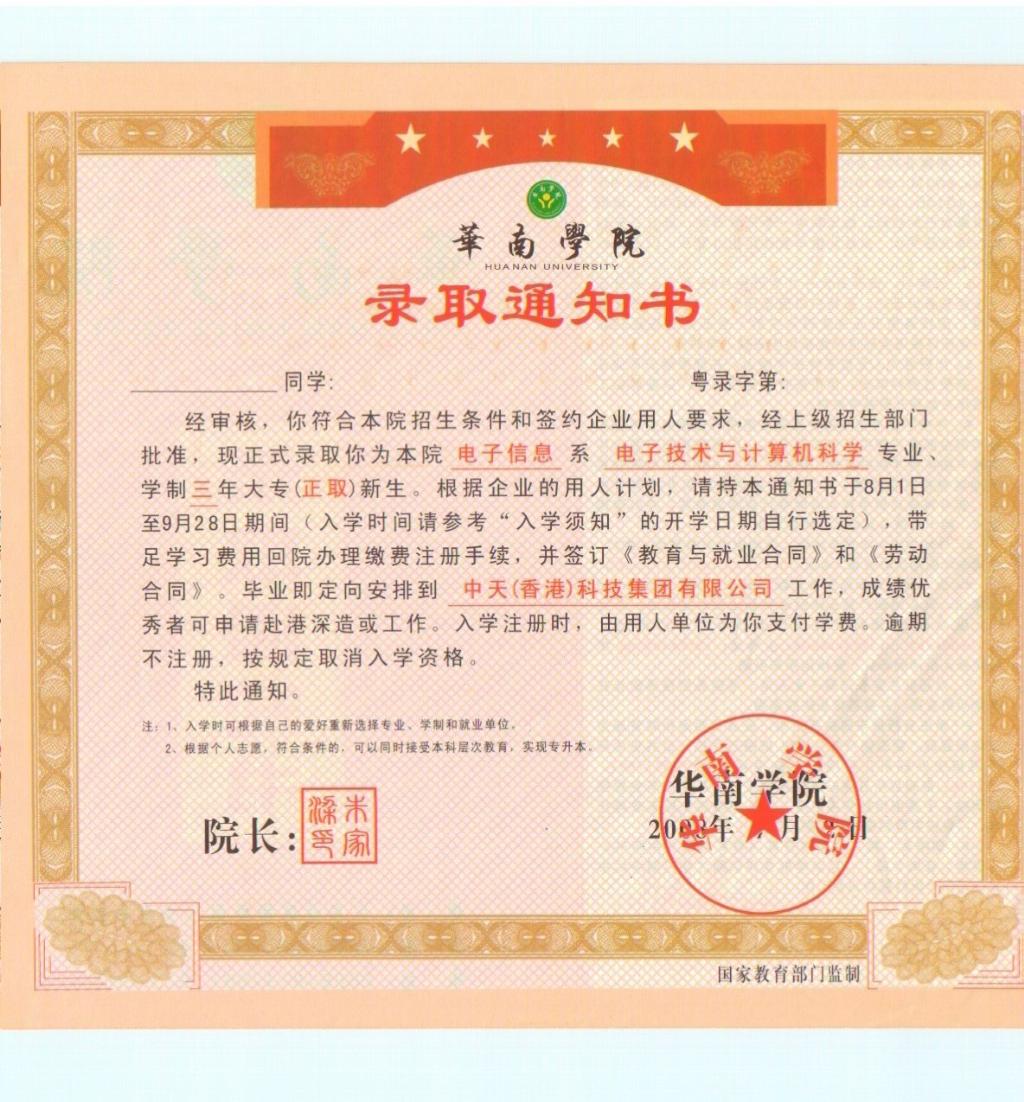 華南學院
HUANAN UNIVERSITY
录取通知书
同学: 粤录字第:
经审核，你符合本院招生条件和签约企业用人要求，经上级招生部门
批准，现正式录取你为本院 电子信息 系 电子技术与计算机科学 专业、
学制三年大专(正取)新生。根据企业的用人计划，请持本通知书于8月1日
至9月28日期间（入学时间请参考“入学须知”的开学日期自行选定），带
足学习费用回院办理缴费注册手续，并签订《教育与就业合同》和《劳动
合同》。毕业即定向安排到 中天(香港)科技集团有限公司 工作，成绩优
秀者可申请赴港深造或工作。入学注册时，由用人单位为你支付学费。逾期
不注册，按规定取消入学资格。
特此通知。
注：1、入学时可根据自己的爱好重新选择专业、学制和就业单位。
2、根据个人志愿，符合条件的，可以同时接受本科层次教育，实现专升本。
华南学院
华南学院
院长:
年 月 日
国家教育部门监制